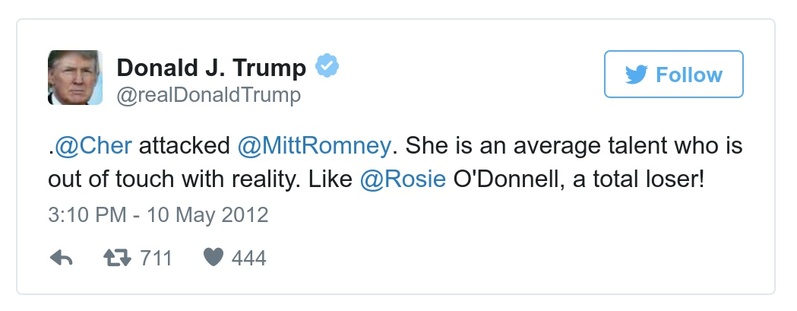 Donald J. Trump
@realDonaldTrump
Follow
.@Cher attacked @MittRomney. She is an average talent who is
out of touch with reality. Like @Rosie O'Donnell, a total loser!
3:10 PM - 10 May 2012
711 444